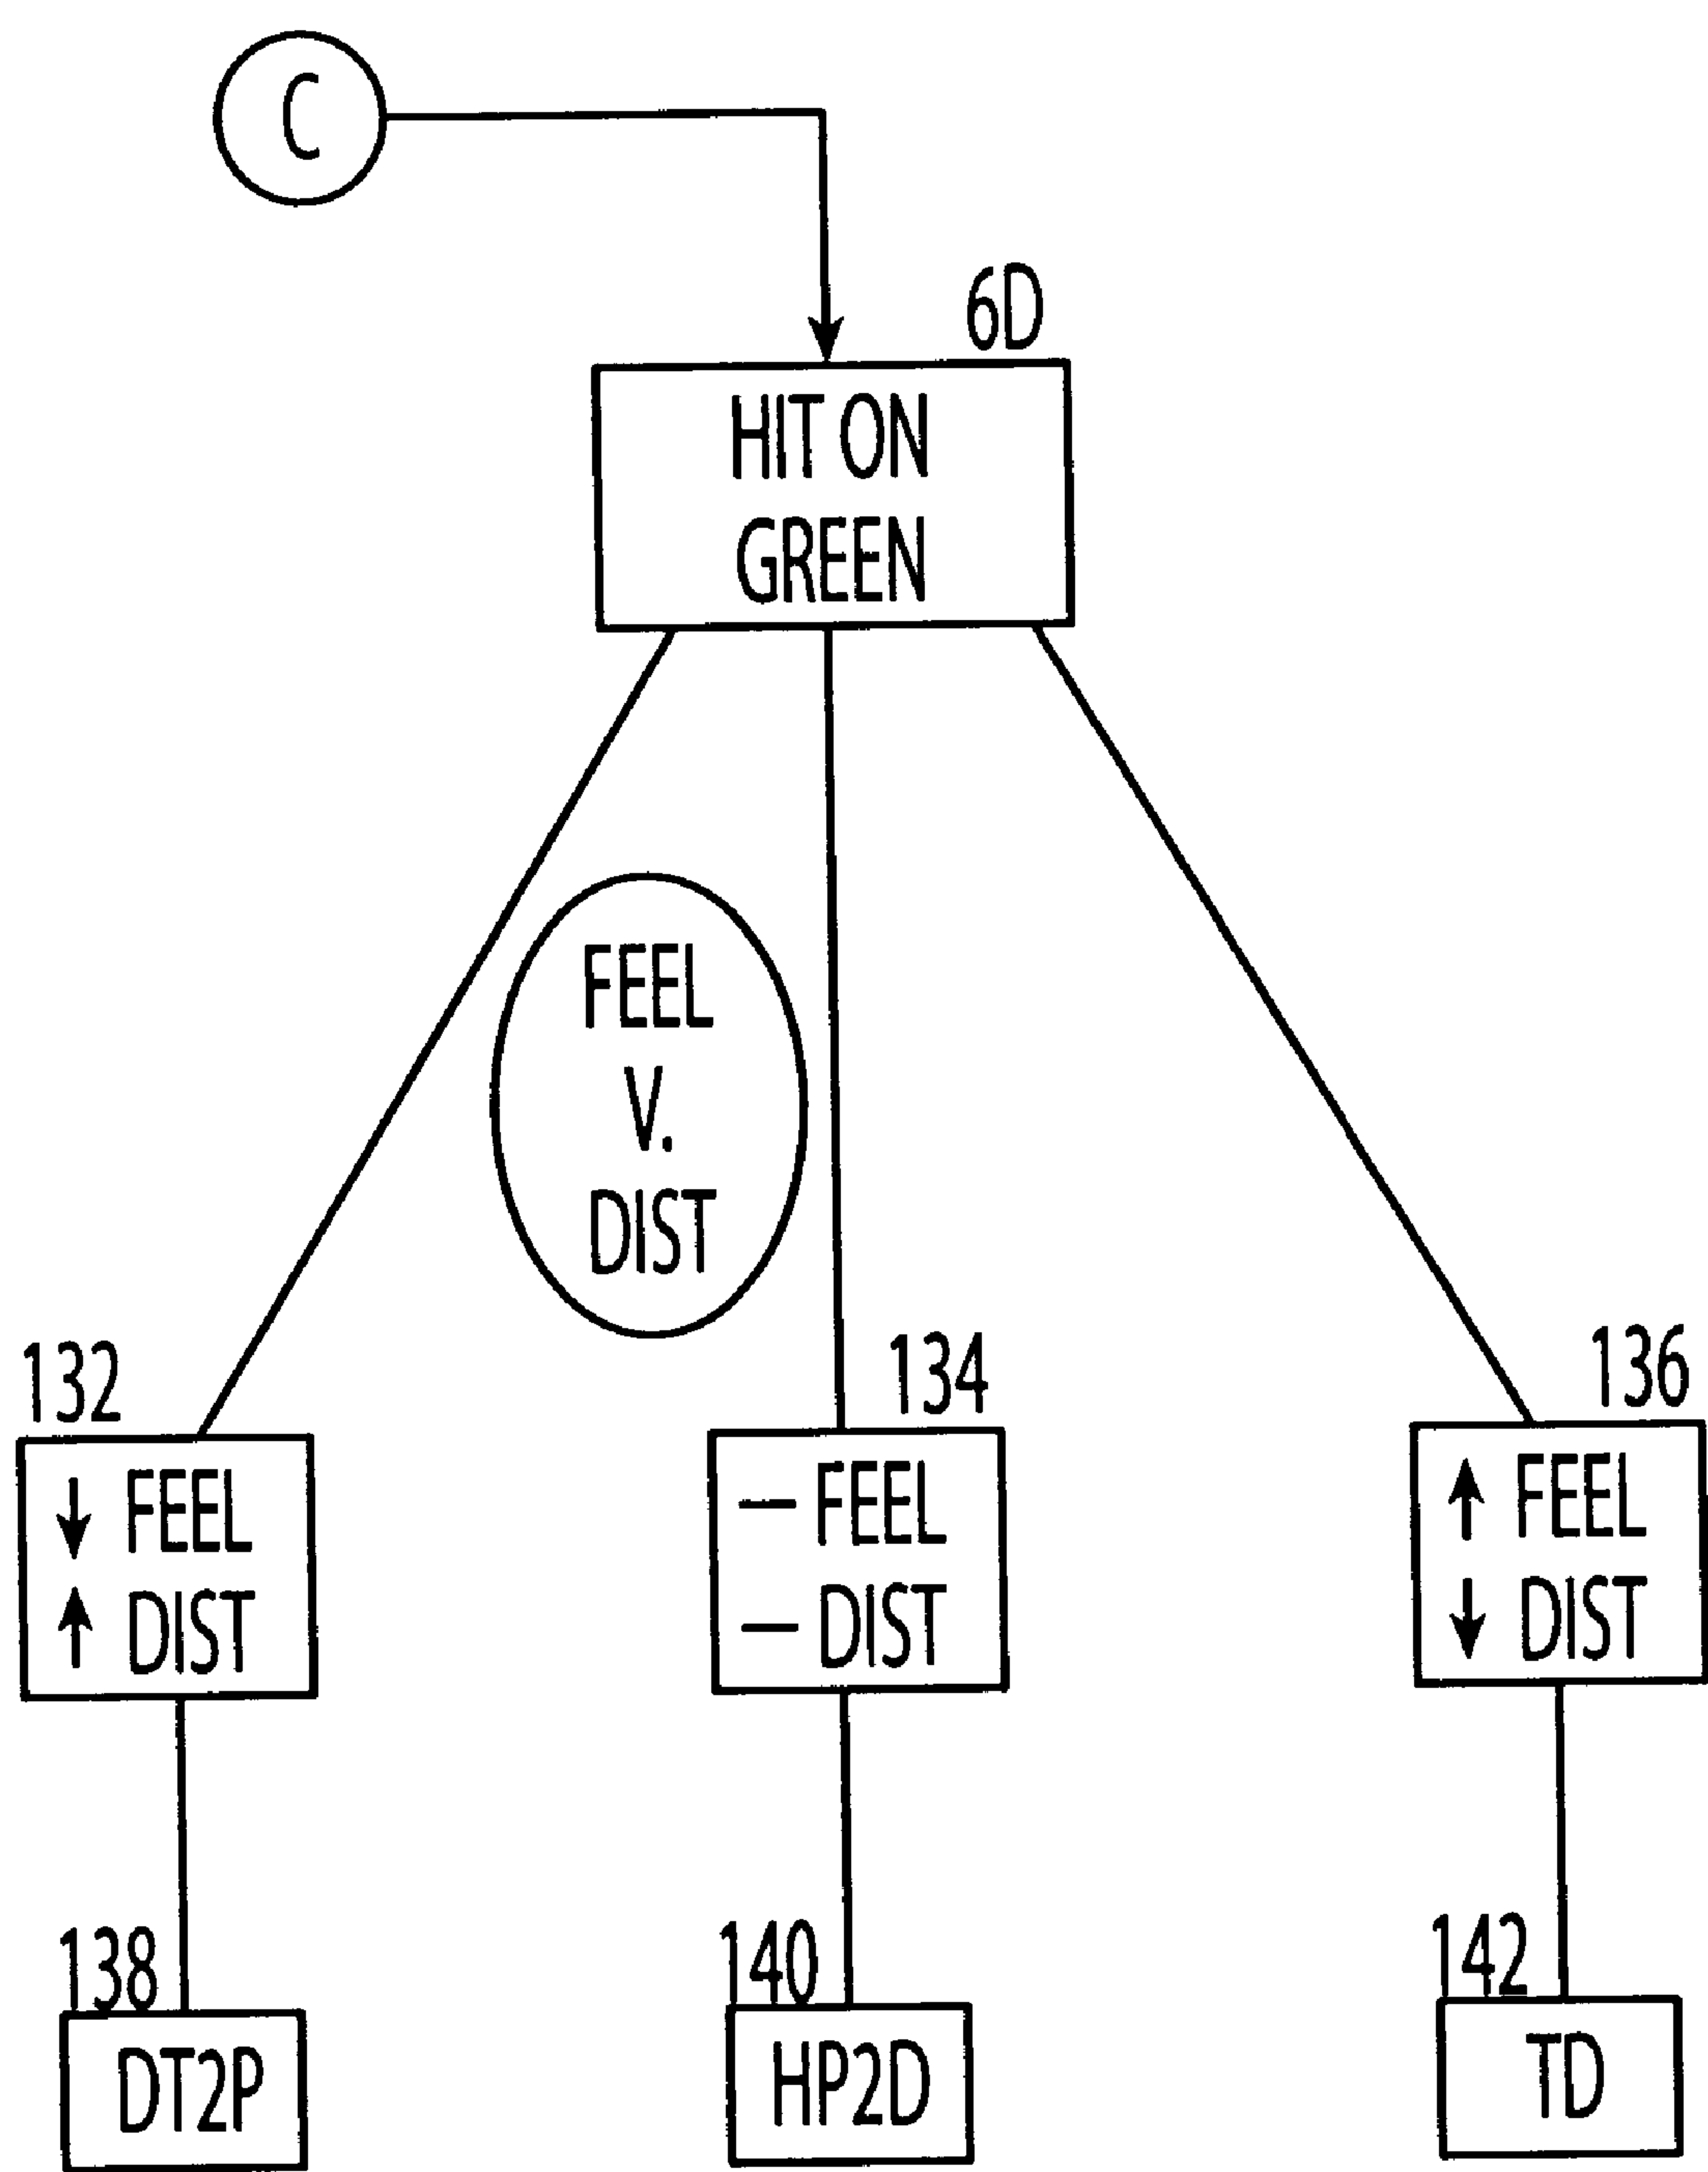 C
6D
HIT ON
GREEN
FEEL
V.
DIST
132
↓ FEEL
↑ DIST
134
— FEEL
— DIST
136
↑ FEEL
↓ DIST
138
DT2P
140
HP2D
142
TD